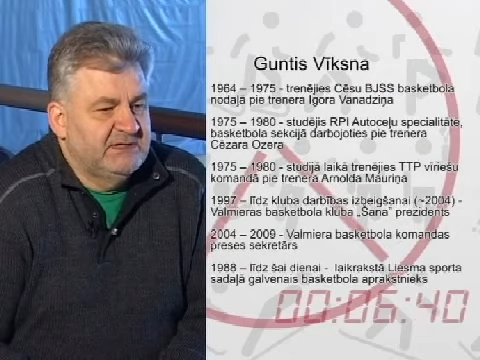 Guntis Vīksna
1964 – 1975 - trenējies Cēsu BJSS basketbola
nodaļā pie trenera Igora Vanadziņa
1975 – 1980 - studējis RPI Autoceļu specialitātē,
basketbola sekcijā darbojoties pie trenera
Cēzara Ozera
1975 – 1980 - studiju laikā trenējies TTP vīriešu
komandā pie trenera Arnolda Mauriņa
1997 – līdz kluba darbības izbeigšanai (~2004) -
Valmieras basketbola kluba „Sana” prezidents
2004 – 2009 - Valmiera basketbola komandas
preses sekretārs
1988 – līdz šai dienai - laikrakstā Liesma sporta
sadaļā galvenais basketbola aprakstnieks
00:06:40